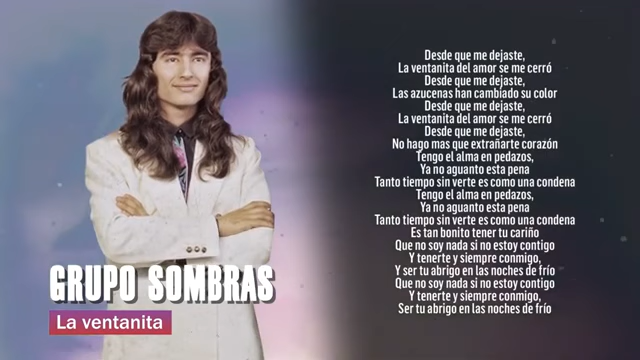 Desde que me dejaste,
La ventanita del amor se me cerró
Desde que me dejaste,
Las azucenas han cambiado su color
Desde que me dejaste,
La ventanita del amor se me cerró
Desde que me dejaste,
No hago mas que extrañarte corazón
Tengo el alma en pedazos,
Ya no aguanto esta pena
Tanto tiempo sin verte es como una condena
Tengo el alma en pedazos,
Ya no aguanto esta pena
Tanto tiempo sin verte es como una condena
Es tan bonito tener tu cariño
Que no soy nada si no estoy contigo
Y tenerte y siempre conmigo,
Y ser tu abrigo en las noches de frío
Que no soy nada si no estoy contigo
Y tenerte y siempre conmigo,
Ser tu abrigo en las noches de frío
GRUPO SOMBRAS
La ventanita